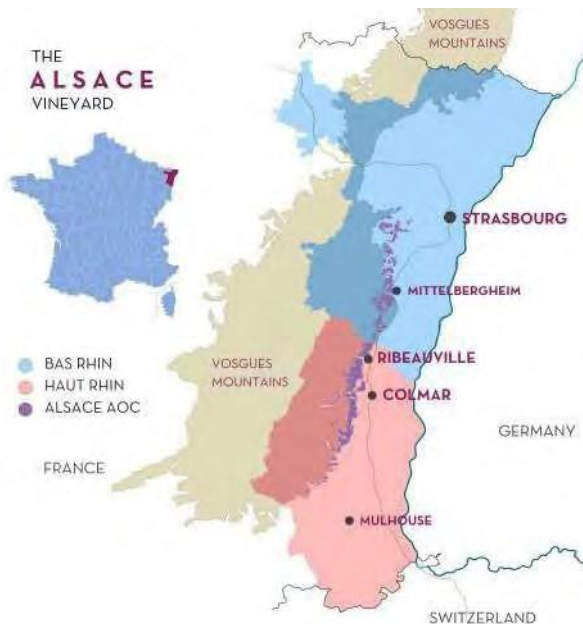 THE
ALSACE
VINEYARD
VOSGUES
MOUNTAINS
STRASBOURG
MITTELBERGHEIM
RIBEAUVILLE
COLMAR
VOSGUES
MOUNTAINS
BAS RHIN
HAUT RHIN
ALSACE AOC
GERMANY
FRANCE
MULHOUSE
SWITZERLAND